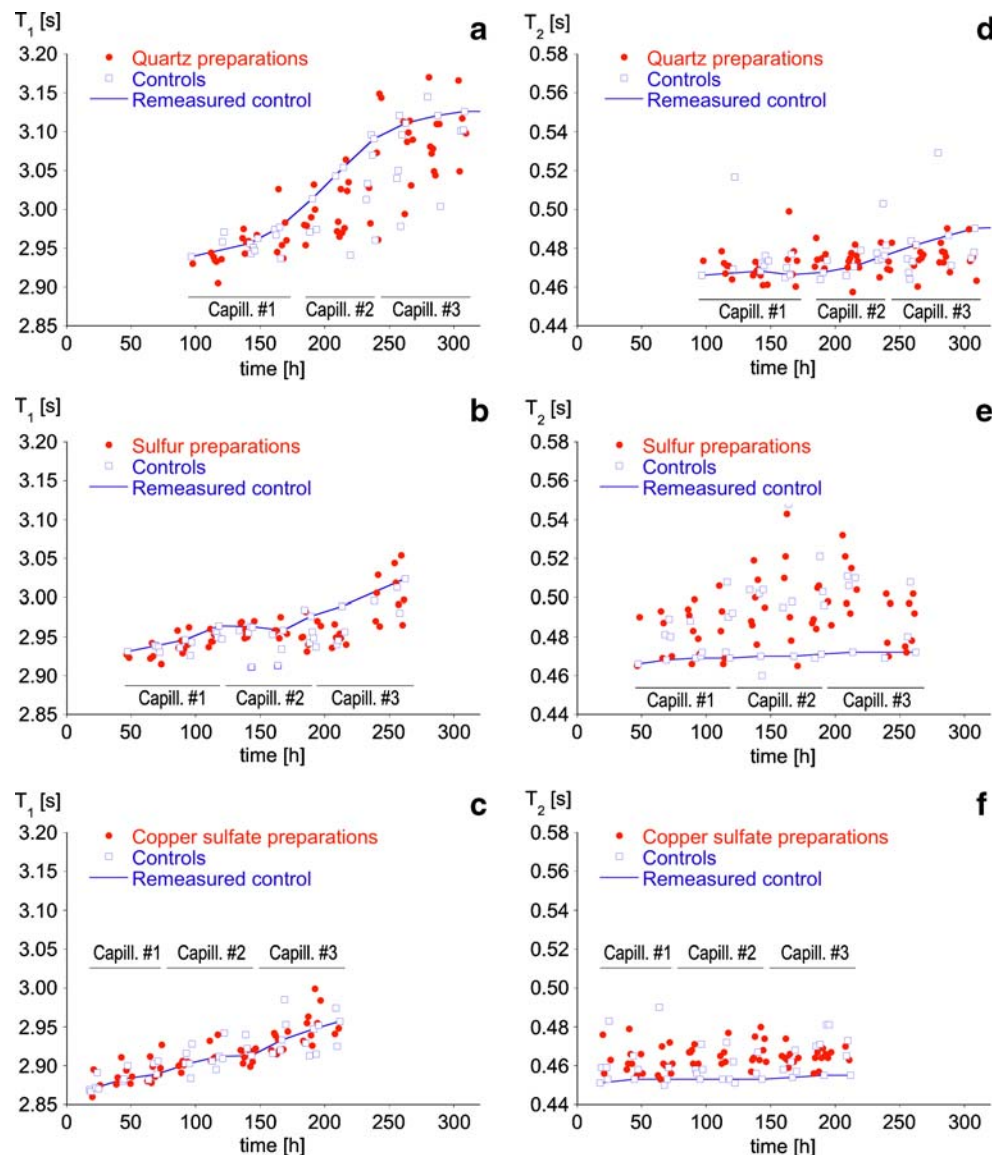 T1 [s]
a
3.20
3.15
3.10
3.05
3.00
2.95
2.90
2.85
Quartz preparations
Controls
Remeasured control
Capill. #1 Capill. #2 Capill. #3
0 50 100 150 200 250 300
time [h]
T2 [s]
d
0.58
0.56
0.54
0.52
0.50
0.48
0.46
0.44
Quartz preparations
Controls
Remeasured control
Capill. #1 Capill. #2 Capill. #3
0 50 100 150 200 250 300
time [h]
T1 [s]
b
3.20
3.15
3.10
3.05
3.00
2.95
2.90
2.85
Sulfur preparations
Controls
Remeasured control
Capill. #1 Capill. #2 Capill. #3
0 50 100 150 200 250 300
time [h]
T2 [s]
e
0.58
0.56
0.54
0.52
0.50
0.48
0.46
0.44
Sulfur preparations
Controls
Remeasured control
Capill. #1 Capill. #2 Capill. #3
0 50 100 150 200 250 300
time [h]
T1 [s]
c
3.20
3.15
3.10
3.05
3.00
2.95
2.90
2.85
Copper sulfate preparations
Controls
Remeasured control
Capill. #1 Capill. #2 Capill. #3
0 50 100 150 200 250 300
time [h]
T2 [s]
f
0.58
0.56
0.54
0.52
0.50
0.48
0.46
0.44
Copper sulfate preparations
Controls
Remeasured control
Capill. #1 Capill. #2 Capill. #3
0 50 100 150 200 250 300
time [h]